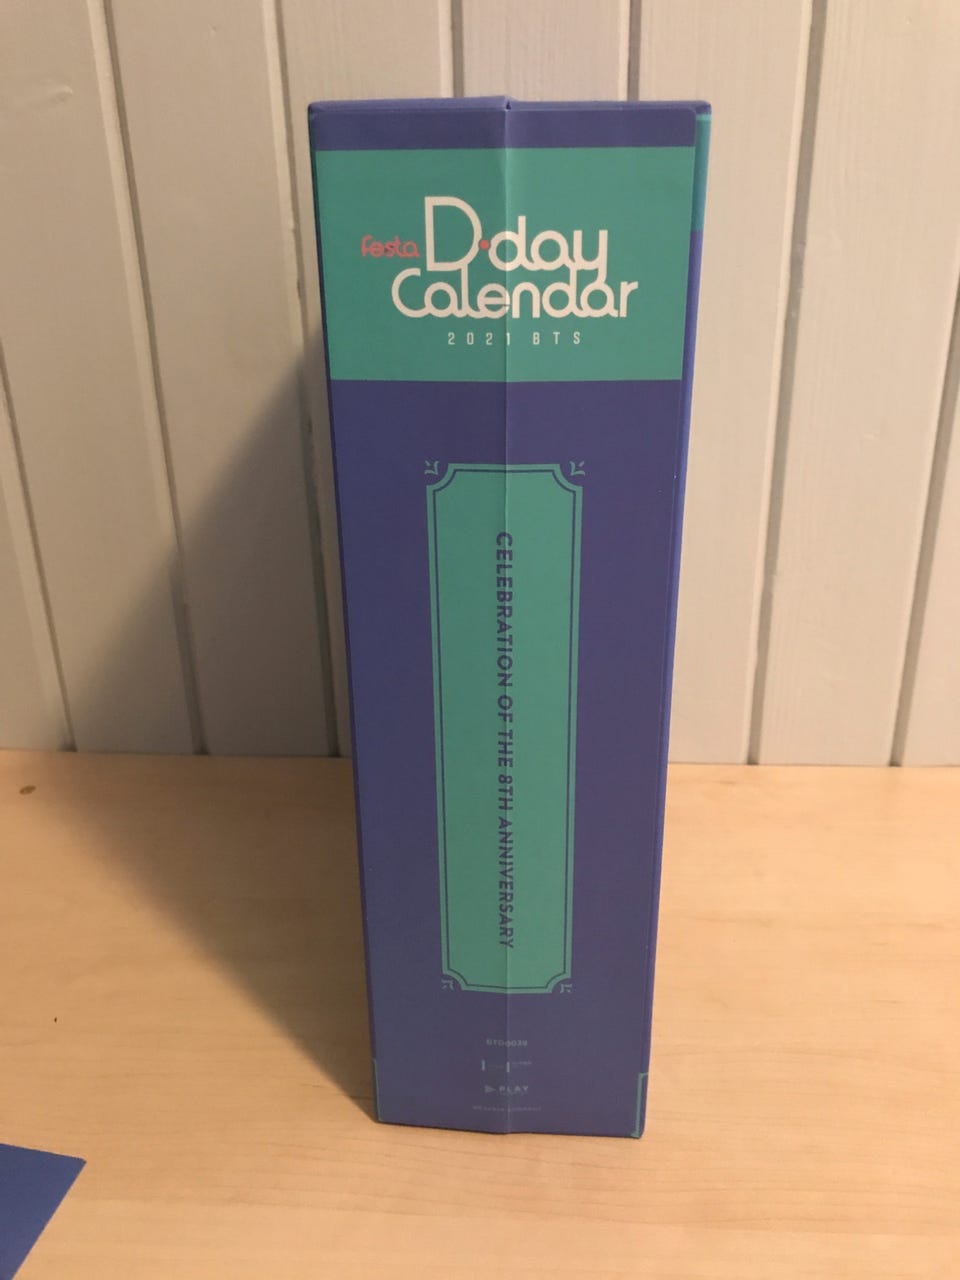 Festa D·day
Calendar
2021 BTS
CELEBRATION OF THE 8TH ANNIVERSARY
PLAY